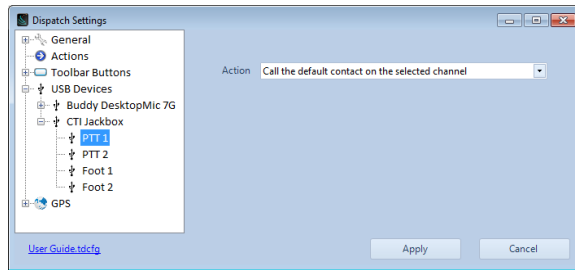 Dispatch Settings
General
Actions
Toolbar Buttons
USB Devices
Buddy DesktopMic 7G
CTI Jackbox
PTT 1
PTT 2
Foot 1
Foot 2
GPS
Action Call the default contact on the selected channel
User Guide.tdcfg
Apply Cancel